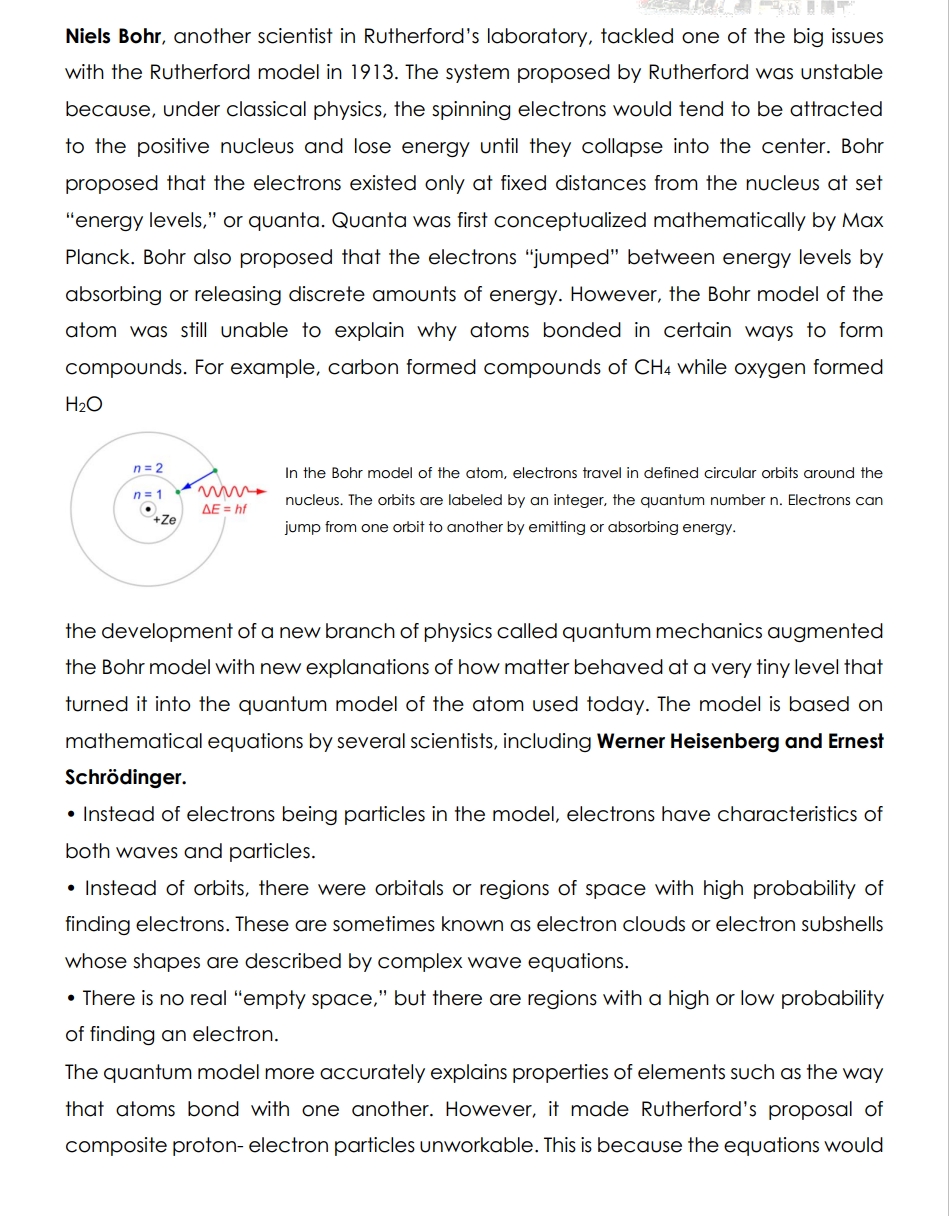 Niels Bohr, another scientist in Rutherford’s laboratory, tackled one of the big issues
with the Rutherford model in 1913. The system proposed by Rutherford was unstable
because, under classical physics, the spinning electrons would tend to be attracted
to the positive nucleus and lose energy until they collapse into the center. Bohr
proposed that the electrons existed only at fixed distances from the nucleus at set
“energy levels,” or quanta. Quanta was first conceptualized mathematically by Max
Planck. Bohr also proposed that the electrons “jumped” between energy levels by
absorbing or releasing discrete amounts of energy. However, the Bohr model of the
atom was still unable to explain why atoms bonded in certain ways to form
compounds. For example, carbon formed compounds of CH₄ while oxygen formed
H₂O
n = 2
n = 1
+Ze
ΔE = hf
In the Bohr model of the atom, electrons travel in defined circular orbits around the
nucleus. The orbits are labeled by an integer, the quantum number n. Electrons can
jump from one orbit to another by emitting or absorbing energy.
the development of a new branch of physics called quantum mechanics augmented
the Bohr model with new explanations of how matter behaved at a very tiny level that
turned it into the quantum model of the atom used today. The model is based on
mathematical equations by several scientists, including Werner Heisenberg and Ernest
Schrödinger.
• Instead of electrons being particles in the model, electrons have characteristics of
both waves and particles.
• Instead of orbits, there were orbitals or regions of space with high probability of
finding electrons. These are sometimes known as electron clouds or electron subshells
whose shapes are described by complex wave equations.
• There is no real “empty space,” but there are regions with a high or low probability
of finding an electron.
The quantum model more accurately explains properties of elements such as the way
that atoms bond with one another. However, it made Rutherford’s proposal of
composite proton- electron particles unworkable. This is because the equations would